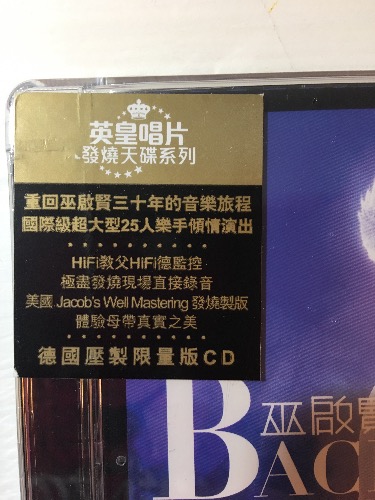 英皇唱片
發燒天碟系列
重回巫啟賢三十年的音樂旅程
國際級超大型25人樂手傾情演出
HiFi教父HiFi德監控
極盡發燒現場直接錄音
美國 Jacob's Well Mastering 發燒製版
體驗母帶真實之美
德國壓製限量版CD
巫啟賢
BAC